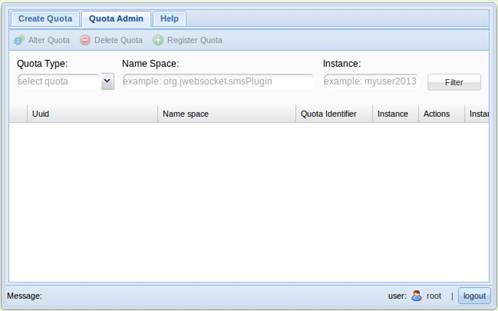 Create Quota Quota Admin Help
Alter Quota Delete Quota Register Quota
Quota Type: Name Space: Instance:
select quota example: org.jwebsocket.smsPlugin example: myuser2013 Filter
Uuid Name space Quota Identifier Instance Actions Instan
Message: user: root | logout